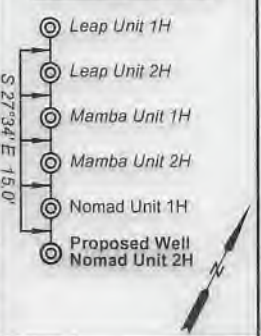 Leap Unit 1H
Leap Unit 2H
Mamba Unit 1H
Mamba Unit 2H
Nomad Unit 1H
Proposed Well
Nomad Unit 2H
S 27°34' E 15.0'
N